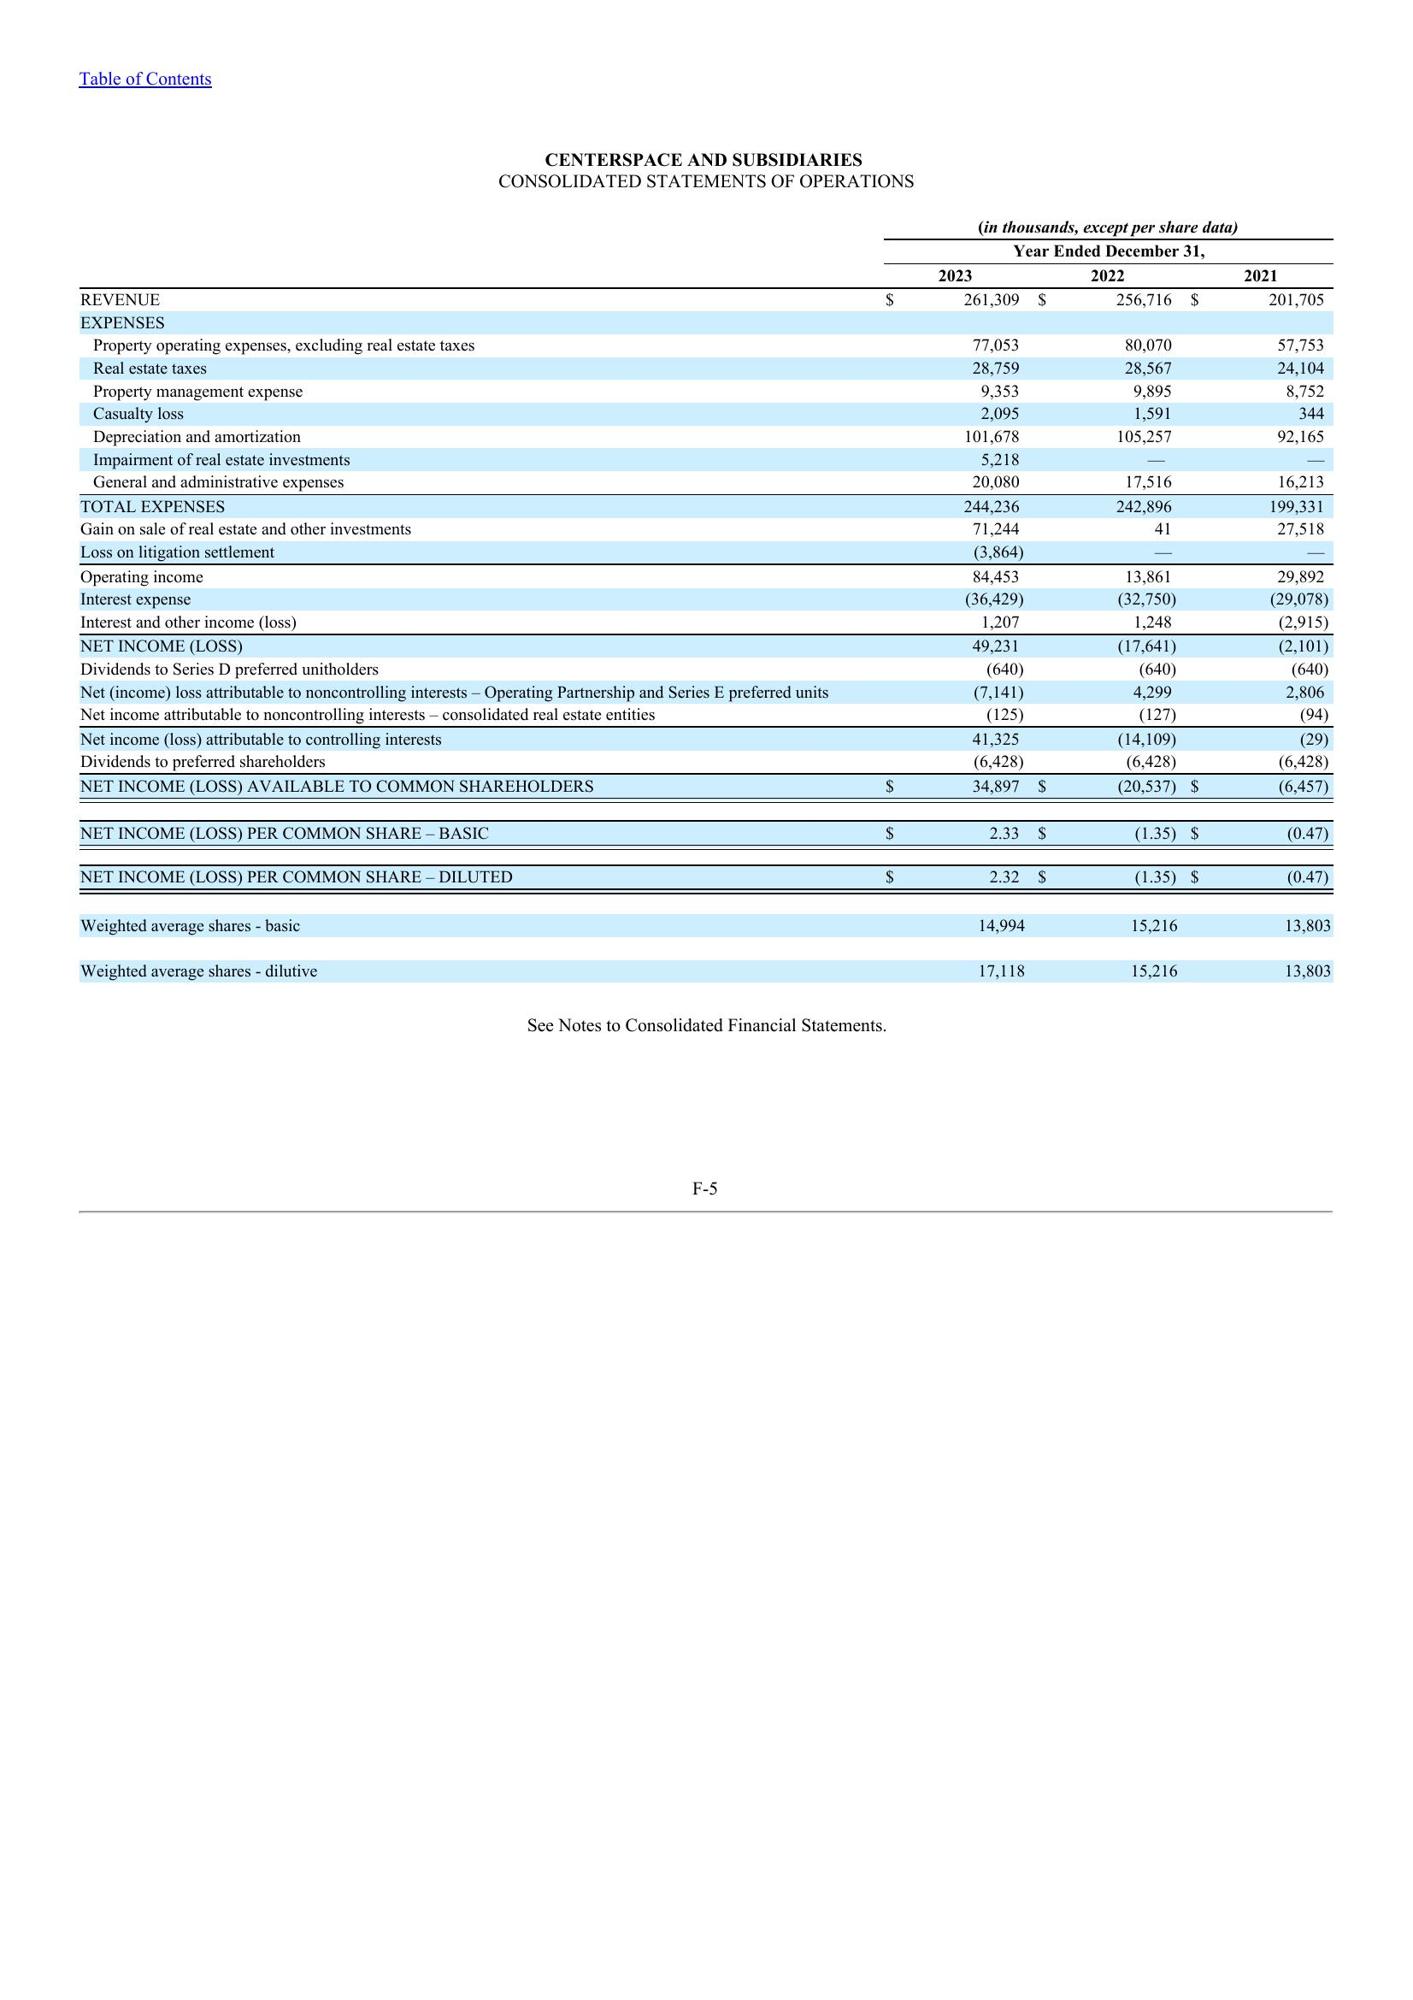 Table of Contents
CENTERSPACE AND SUBSIDIARIES
CONSOLIDATED STATEMENTS OF OPERATIONS
(in thousands, except per share data)
Year Ended December 31,
2023 2022 2021
REVENUE $ 261,309 $ 256,716 $ 201,705
EXPENSES
Property operating expenses, excluding real estate taxes 77,053 80,070 57,753
Real estate taxes 28,759 28,567 24,104
Property management expense 9,353 9,895 8,752
Casualty loss 2,095 1,591 344
Depreciation and amortization 101,678 105,257 92,165
Impairment of real estate investments 5,218 — —
General and administrative expenses 20,080 17,516 16,213
TOTAL EXPENSES 244,236 242,896 199,331
Gain on sale of real estate and other investments 71,244 41 27,518
Loss on litigation settlement (3,864) — —
Operating income 84,453 13,861 29,892
Interest expense (36,429) (32,750) (29,078)
Interest and other income (loss) 1,207 1,248 (2,915)
NET INCOME (LOSS) 49,231 (17,641) (2,101)
Dividends to Series D preferred unitholders (640) (640) (640)
Net (income) loss attributable to noncontrolling interests – Operating Partnership and Series E preferred units (7,141) 4,299 2,806
Net income attributable to noncontrolling interests – consolidated real estate entities (125) (127) (94)
Net income (loss) attributable to controlling interests 41,325 (14,109) (29)
Dividends to preferred shareholders (6,428) (6,428) (6,428)
NET INCOME (LOSS) AVAILABLE TO COMMON SHAREHOLDERS $ 34,897 $ (20,537) $ (6,457)
NET INCOME (LOSS) PER COMMON SHARE – BASIC $ 2.33 $ (1.35) $ (0.47)
NET INCOME (LOSS) PER COMMON SHARE – DILUTED $ 2.32 $ (1.35) $ (0.47)
Weighted average shares - basic 14,994 15,216 13,803
Weighted average shares - dilutive 17,118 15,216 13,803
See Notes to Consolidated Financial Statements.
F-5